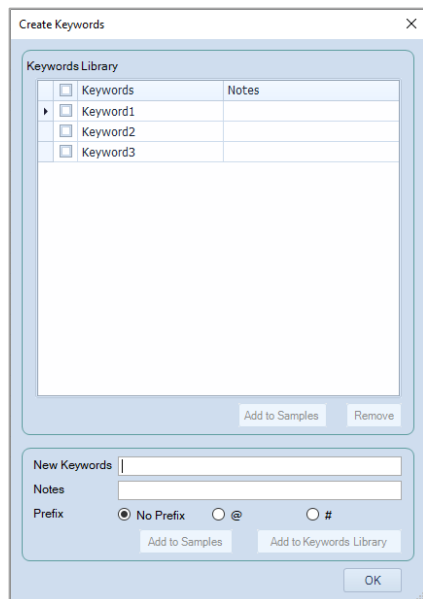 Create Keywords
Keywords Library
Keywords Notes
Keyword1
Keyword2
Keyword3
Add to Samples Remove
New Keywords
Notes
Prefix No Prefix @ #
Add to Samples Add to Keywords Library
OK